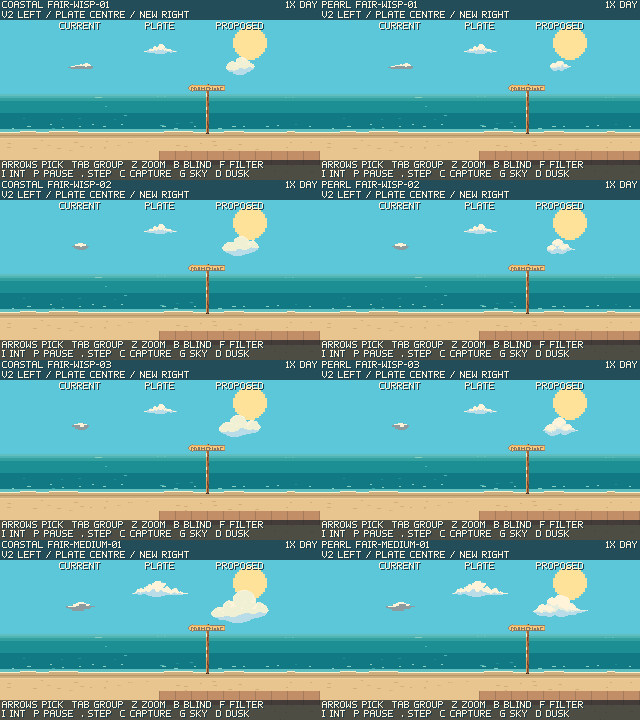 COASTAL FAIR-WISP-01 1X DAY
V2 LEFT / PLATE CENTRE / NEW RIGHT
CURRENT PLATE PROPOSED
ARROWS PICK TAB GROUP Z ZOOM B BLIND F FILTER
I INT P PAUSE . STEP C CAPTURE G SKY D DUSK
PEARL FAIR-WISP-01 1X DAY
V2 LEFT / PLATE CENTRE / NEW RIGHT
CURRENT PLATE PROPOSED
ARROWS PICK TAB GROUP Z ZOOM B BLIND F FILTER
I INT P PAUSE . STEP C CAPTURE G SKY D DUSK
COASTAL FAIR-WISP-02 1X DAY
V2 LEFT / PLATE CENTRE / NEW RIGHT
CURRENT PLATE PROPOSED
ARROWS PICK TAB GROUP Z ZOOM B BLIND F FILTER
I INT P PAUSE . STEP C CAPTURE G SKY D DUSK
PEARL FAIR-WISP-02 1X DAY
V2 LEFT / PLATE CENTRE / NEW RIGHT
CURRENT PLATE PROPOSED
ARROWS PICK TAB GROUP Z ZOOM B BLIND F FILTER
I INT P PAUSE . STEP C CAPTURE G SKY D DUSK
COASTAL FAIR-WISP-03 1X DAY
V2 LEFT / PLATE CENTRE / NEW RIGHT
CURRENT PLATE PROPOSED
ARROWS PICK TAB GROUP Z ZOOM B BLIND F FILTER
I INT P PAUSE . STEP C CAPTURE G SKY D DUSK
PEARL FAIR-WISP-03 1X DAY
V2 LEFT / PLATE CENTRE / NEW RIGHT
CURRENT PLATE PROPOSED
ARROWS PICK TAB GROUP Z ZOOM B BLIND F FILTER
I INT P PAUSE . STEP C CAPTURE G SKY D DUSK
COASTAL FAIR-MEDIUM-01 1X DAY
V2 LEFT / PLATE CENTRE / NEW RIGHT
CURRENT PLATE PROPOSED
ARROWS PICK TAB GROUP Z ZOOM B BLIND F FILTER
I INT P PAUSE . STEP C CAPTURE G SKY D DUSK
PEARL FAIR-MEDIUM-01 1X DAY
V2 LEFT / PLATE CENTRE / NEW RIGHT
CURRENT PLATE PROPOSED
ARROWS PICK TAB GROUP Z ZOOM B BLIND F FILTER
I INT P PAUSE . STEP C CAPTURE G SKY D DUSK